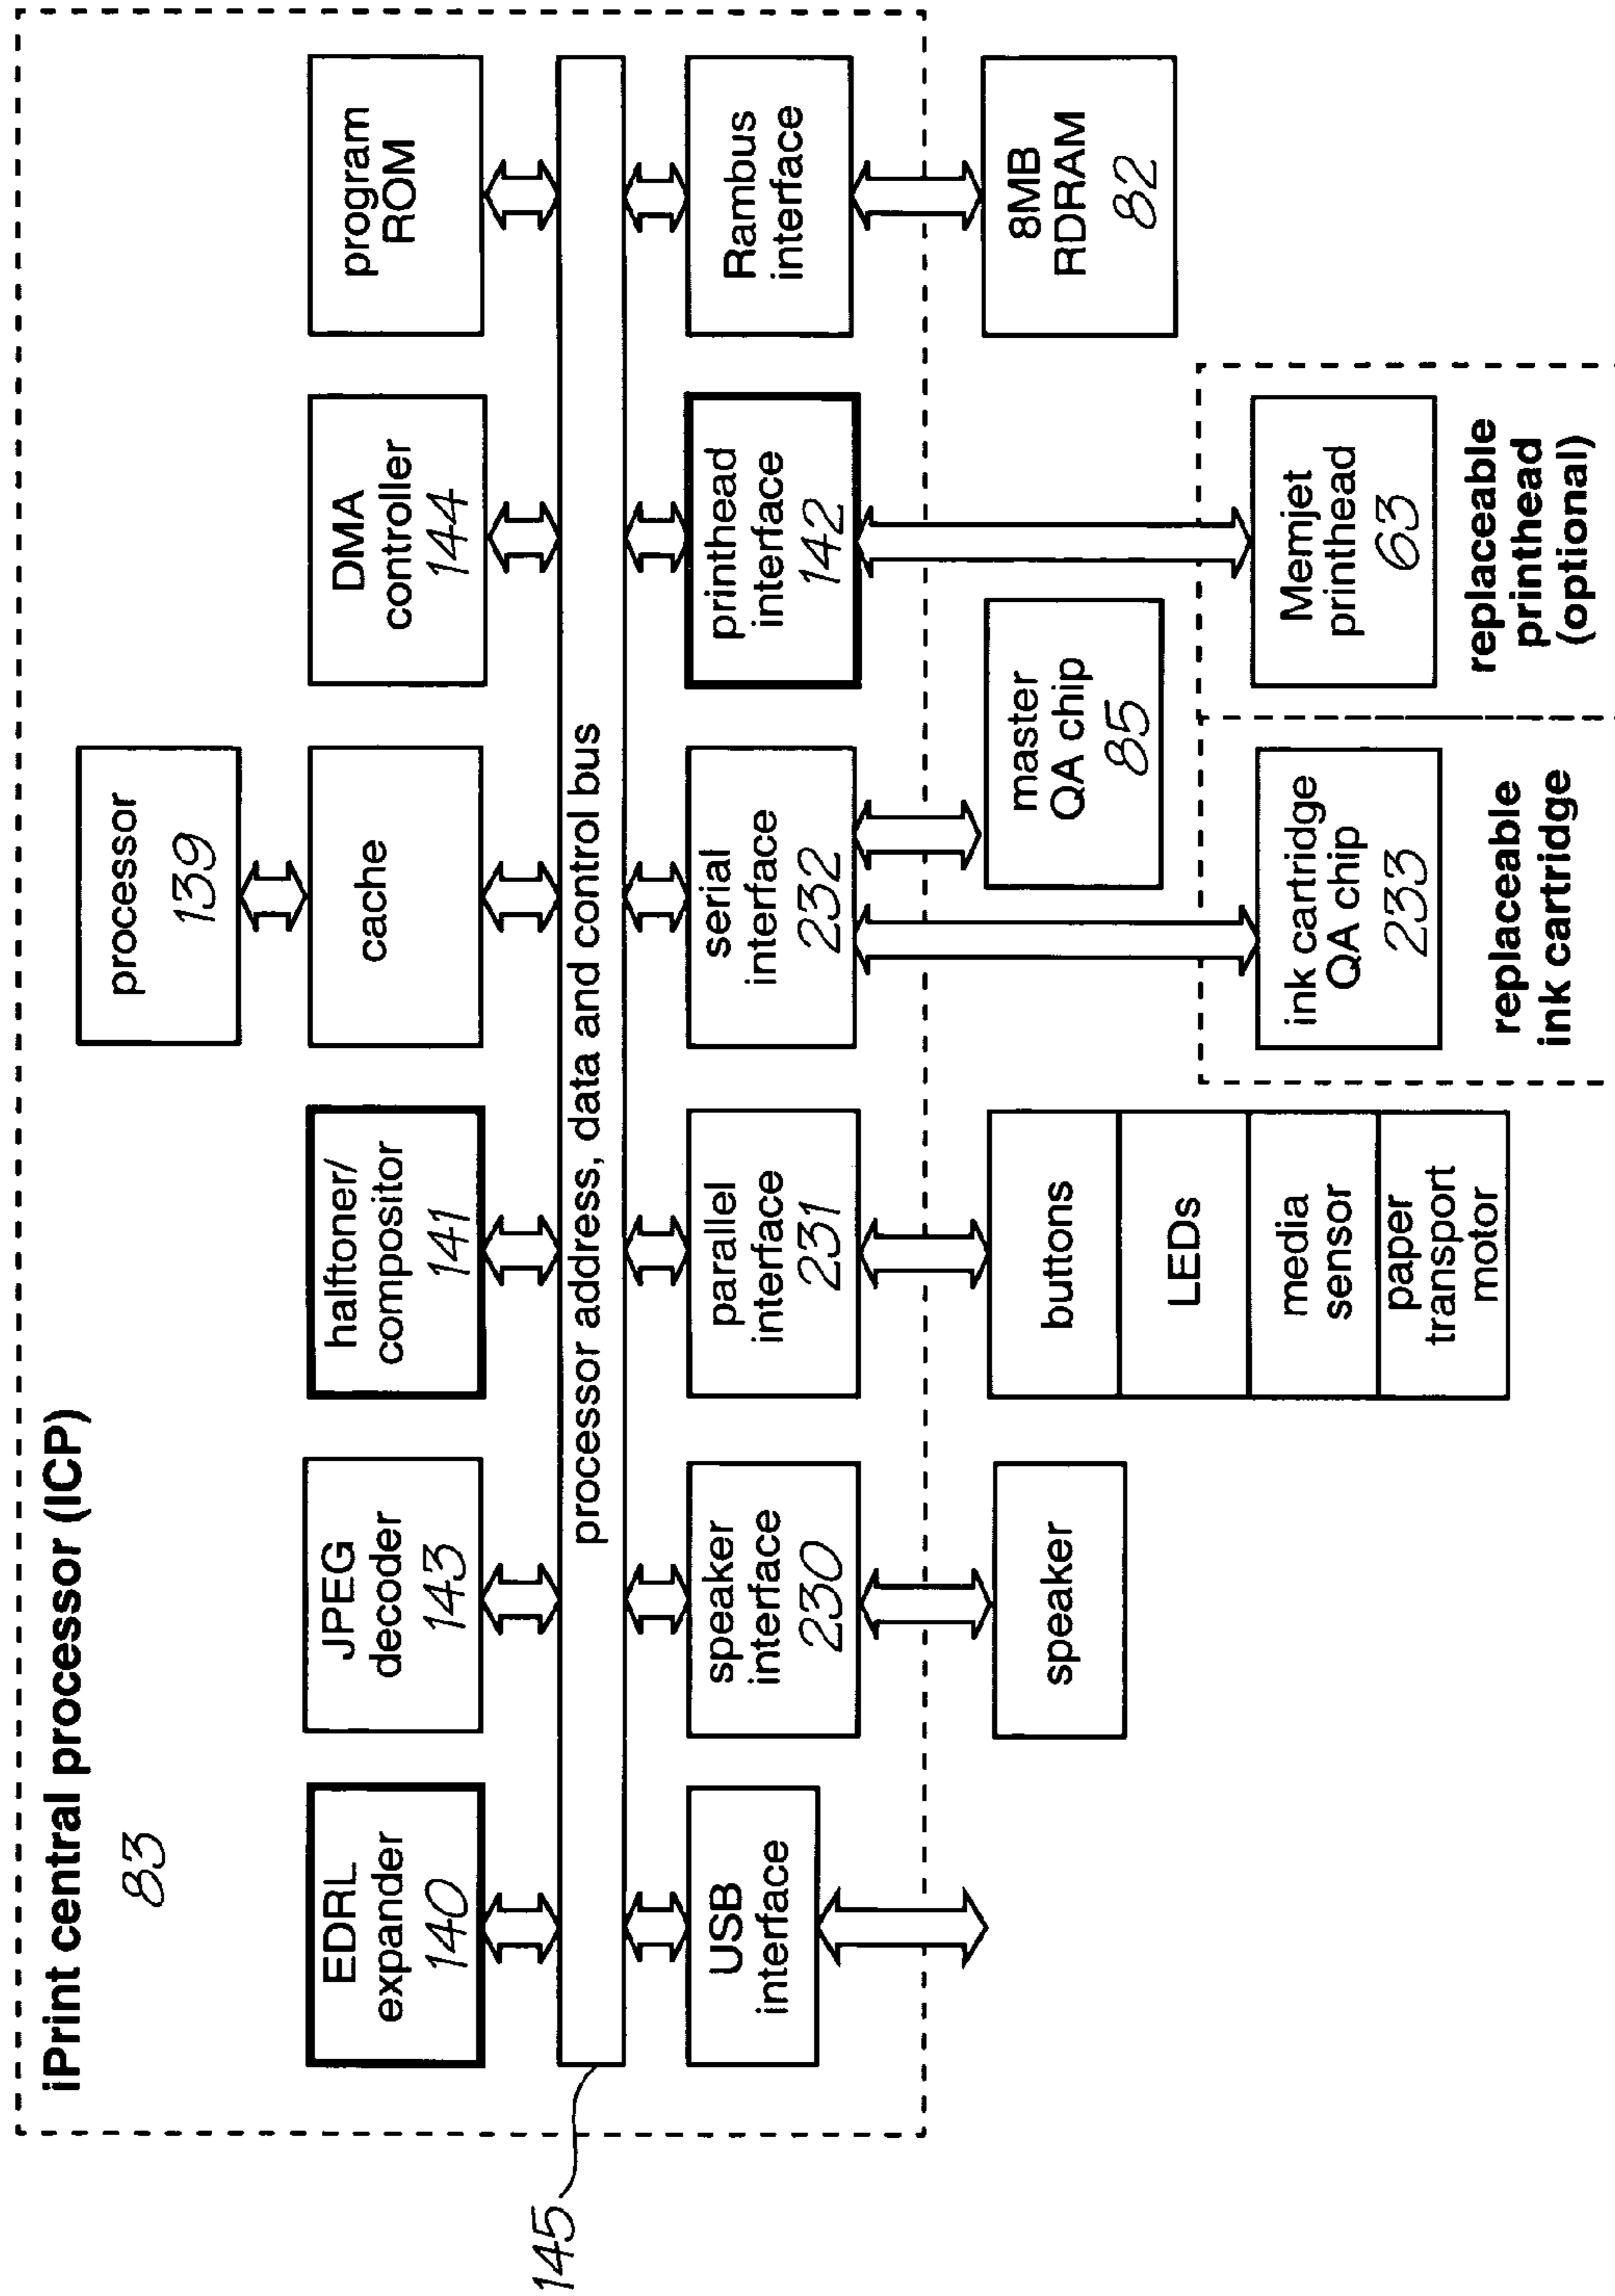 iPrint central processor (ICP)
83
processor
139
EDRL
expander
140
JPEG
decoder
143
halftoner/
compositor
141
cache
DMA
controller
144
program
ROM
145
processor address, data and control bus
USB
interface
speaker
interface
230
parallel
interface
231
serial
interface
232
printhead
interface
142
Rambus
interface
speaker
buttons
LEDs
media
sensor
paper
transport
motor
master
QA chip
85
8MB
RDRAM
82
ink cartridge
QA chip
233
replaceable
ink cartridge
Memjet
printhead
63
replaceable
printhead
(optional)